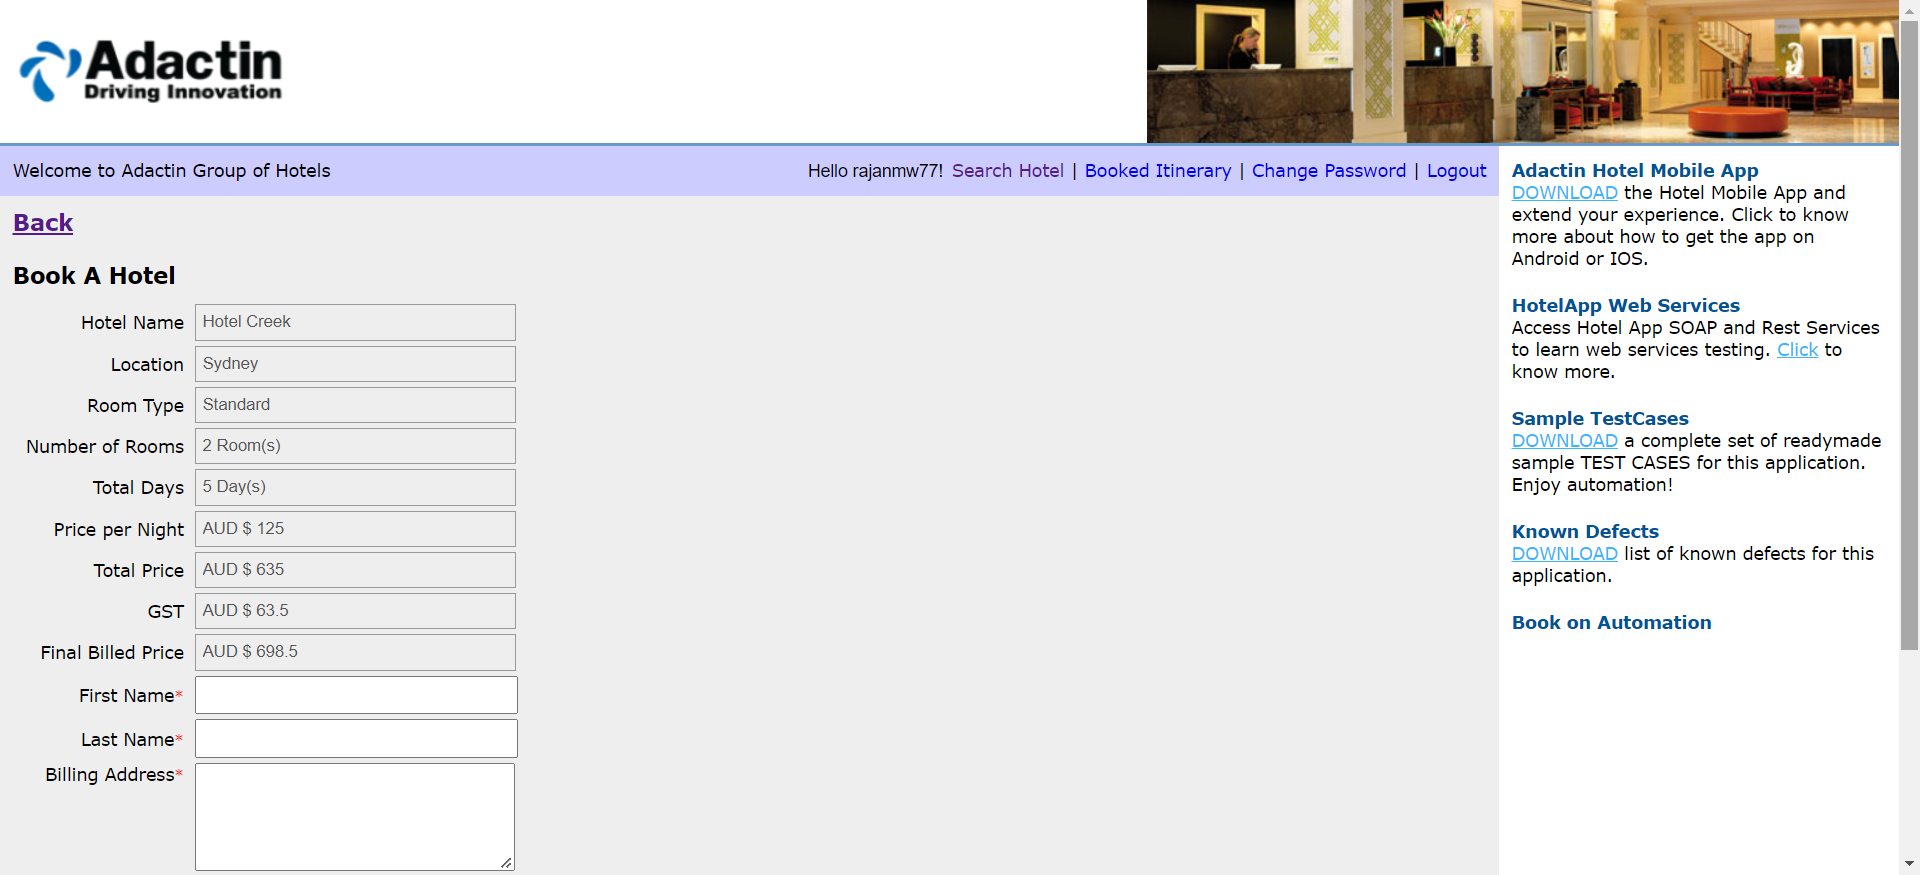 Adactin
Driving Innovation
Welcome to Adactin Group of Hotels
Hello rajanmw77! Search Hotel | Booked Itinerary | Change Password | Logout
Back
Book A Hotel
Hotel Name Hotel Creek
Location Sydney
Room Type Standard
Number of Rooms 2 Room(s)
Total Days 5 Day(s)
Price per Night AUD $ 125
Total Price AUD $ 635
GST AUD $ 63.5
Final Billed Price AUD $ 698.5
First Name*
Last Name*
Billing Address*
Adactin Hotel Mobile App
DOWNLOAD the Hotel Mobile App and
extend your experience. Click to know
more about how to get the app on
Android or IOS.
HotelApp Web Services
Access Hotel App SOAP and Rest Services
to learn web services testing. Click to
know more.
Sample TestCases
DOWNLOAD a complete set of readymade
sample TEST CASES for this application.
Enjoy automation!
Known Defects
DOWNLOAD list of known defects for this
application.
Book on Automation